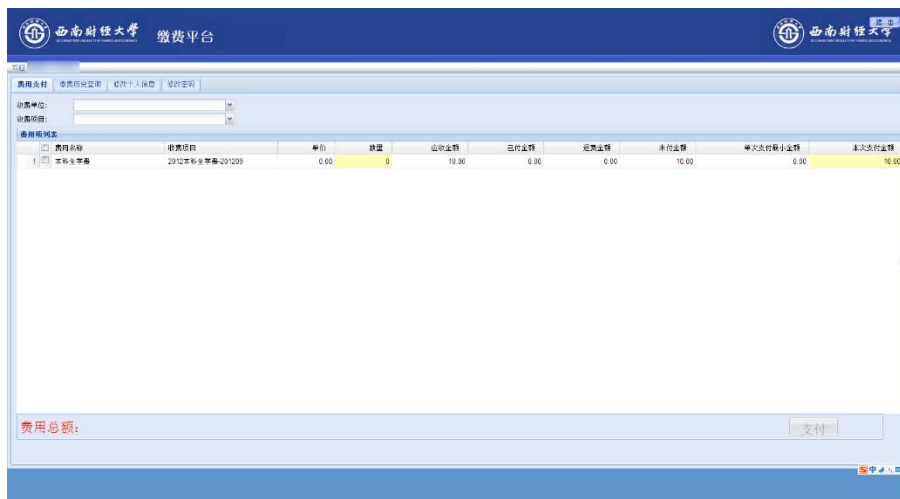 西南财经大学 缴费平台
西南财经大学
退出
费用支付 缴费历史查询 修改个人信息 修改密码
收费单位:
收费项目:
费用项列表
费用名称 收费项目 单价 数量 应收金额 已付金额 退费金额 未付金额 单次支付最小金额 本次支付金额
1 本科生学费 2012本科生学费-201209 0.00 0 10.00 0.00 0.00 10.00 0.00 10.00
费用总额:
支付
中